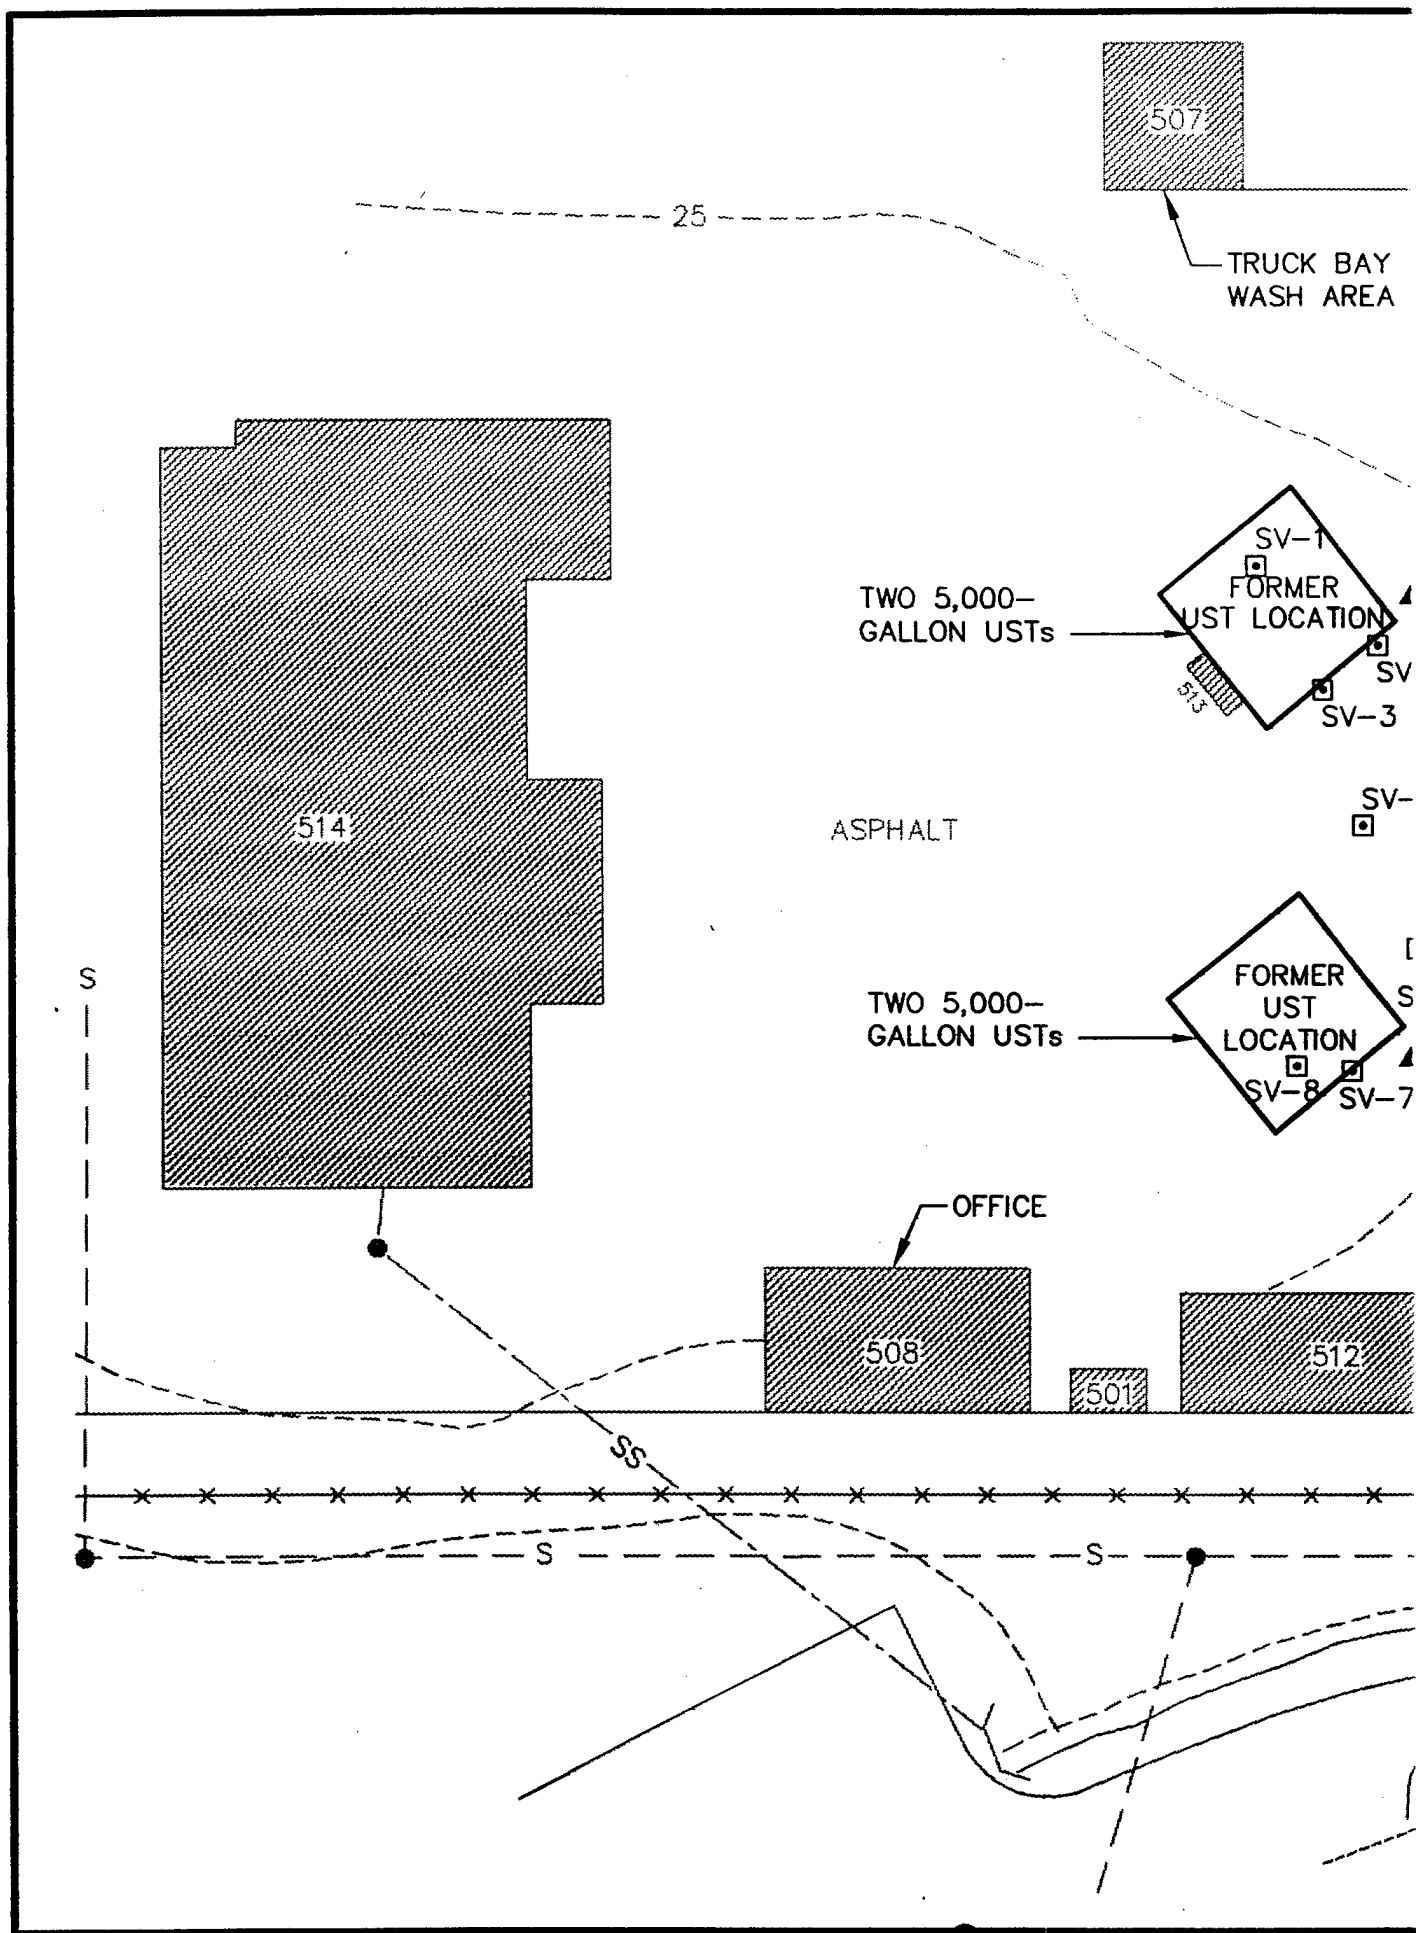 507
25
TRUCK BAY
WASH AREA
SV-1
FORMER
UST LOCATION
TWO 5,000-
GALLON USTs
SV
513
SV-3
SV-
514
ASPHALT
S
FORMER
UST
LOCATION
TWO 5,000-
GALLON USTs
S
SV-8
SV-7
OFFICE
508
512
501
SS
S
S